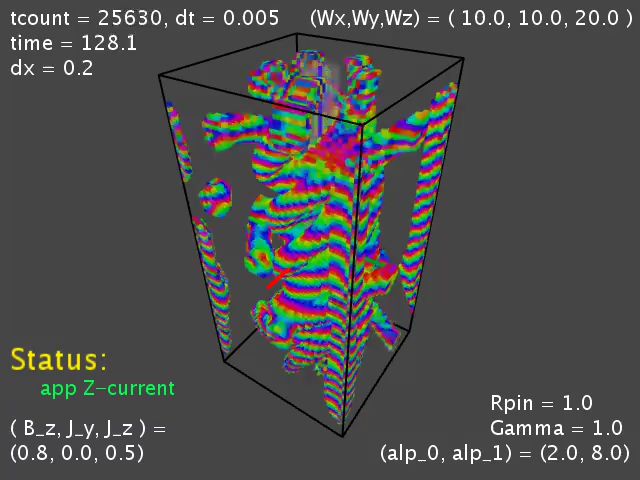 tcount = 25630, dt = 0.005 (Wx,Wy,Wz) = ( 10.0, 10.0, 20.0 )
time = 128.1
dx = 0.2
Status:
app Z-current
( B_z, J_y, J_z ) =
(0.8, 0.0, 0.5)
Rpin = 1.0
Gamma = 1.0
(alp_0, alp_1) = (2.0, 8.0)